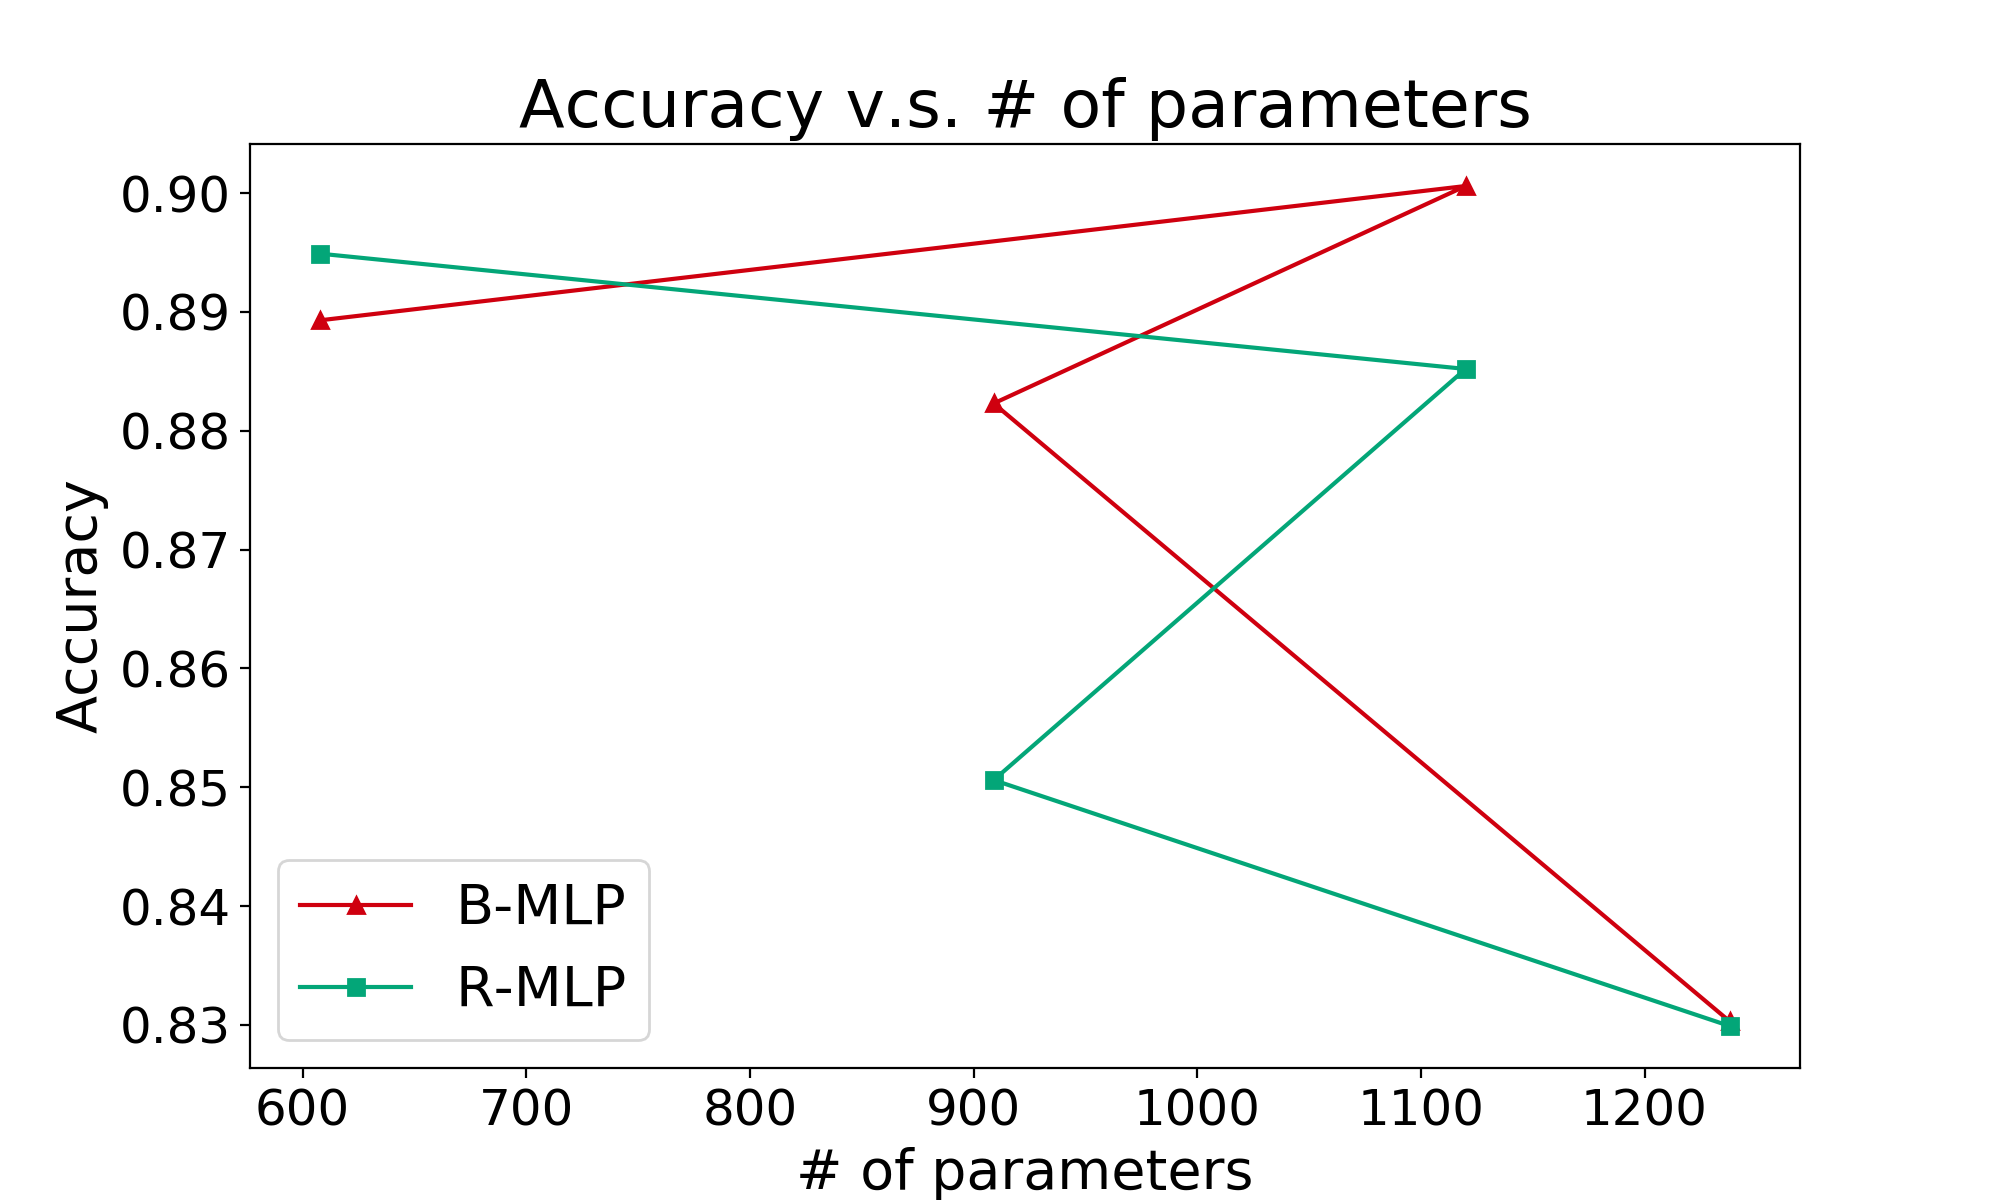 Accuracy v.s. # of parameters
Accuracy
0.90
0.89
0.88
0.87
0.86
0.85
0.84
0.83
B-MLP
R-MLP
600 700 800 900 1000 1100 1200
# of parameters